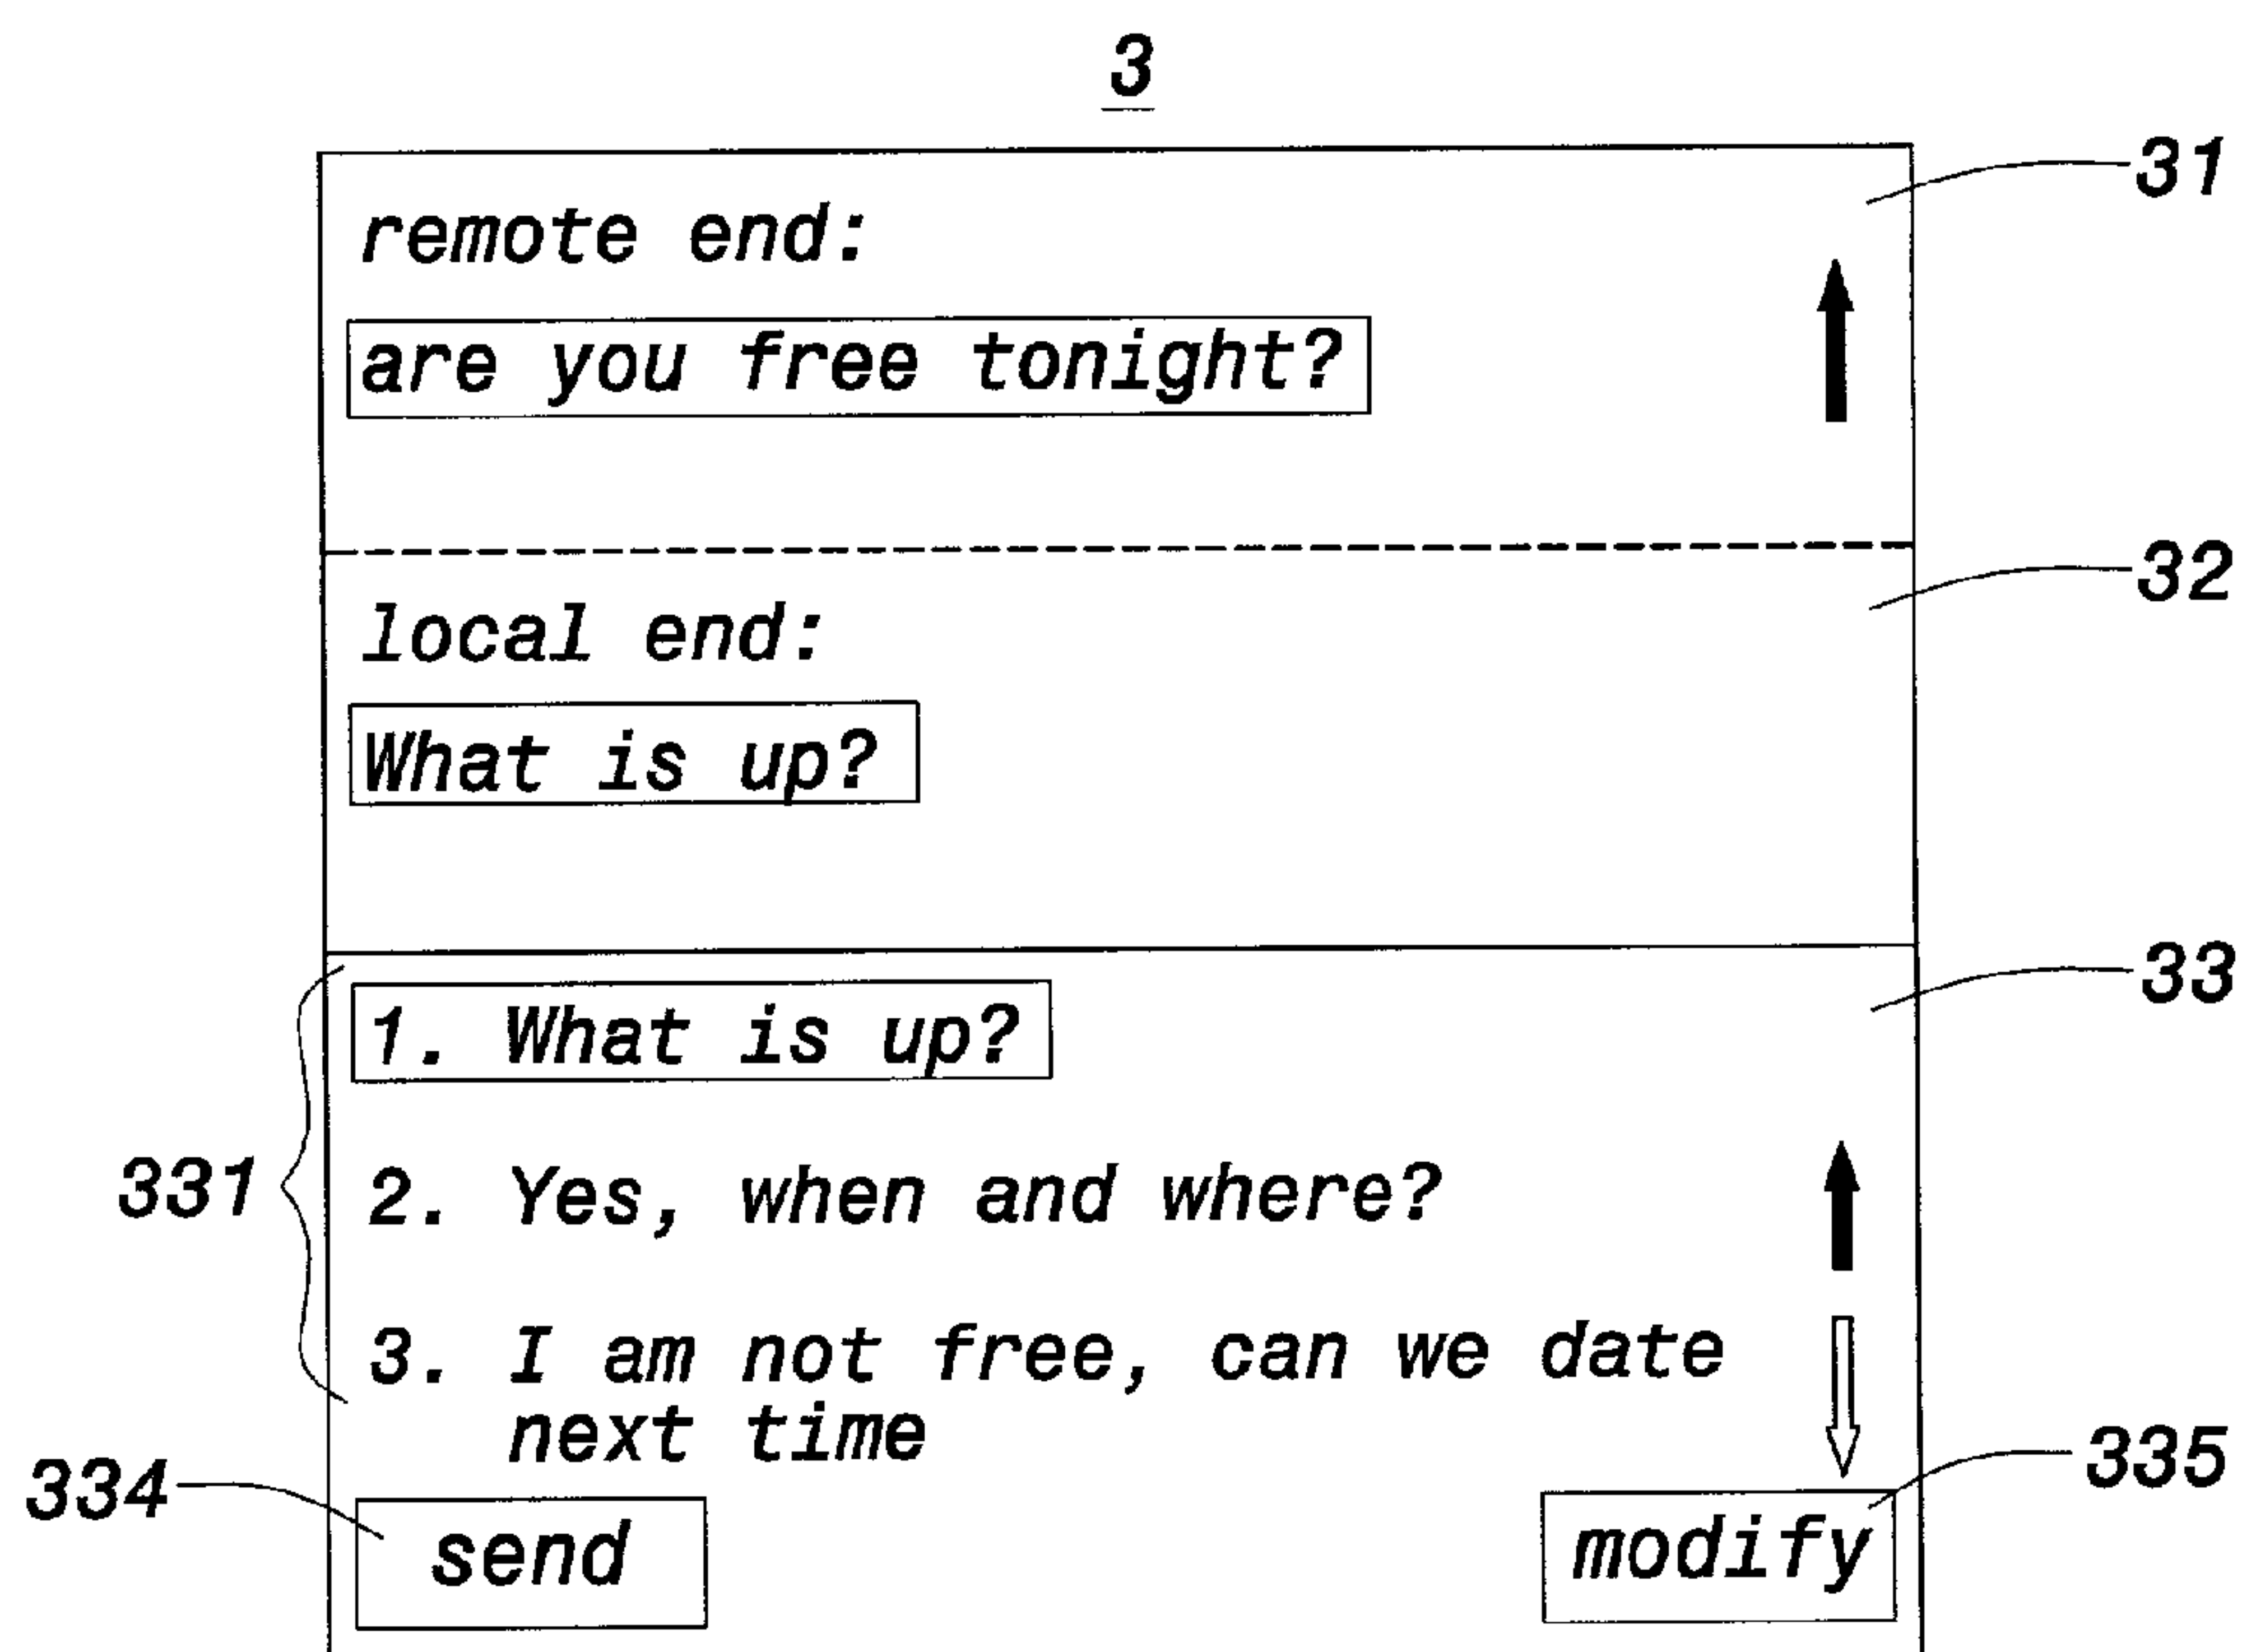 3
31
remote end:
are you free tonight?
32
local end:
What is up?
33
1. What is up?
331
2. Yes, when and where?
3. I am not free, can we date
next time
334
335
send
modify